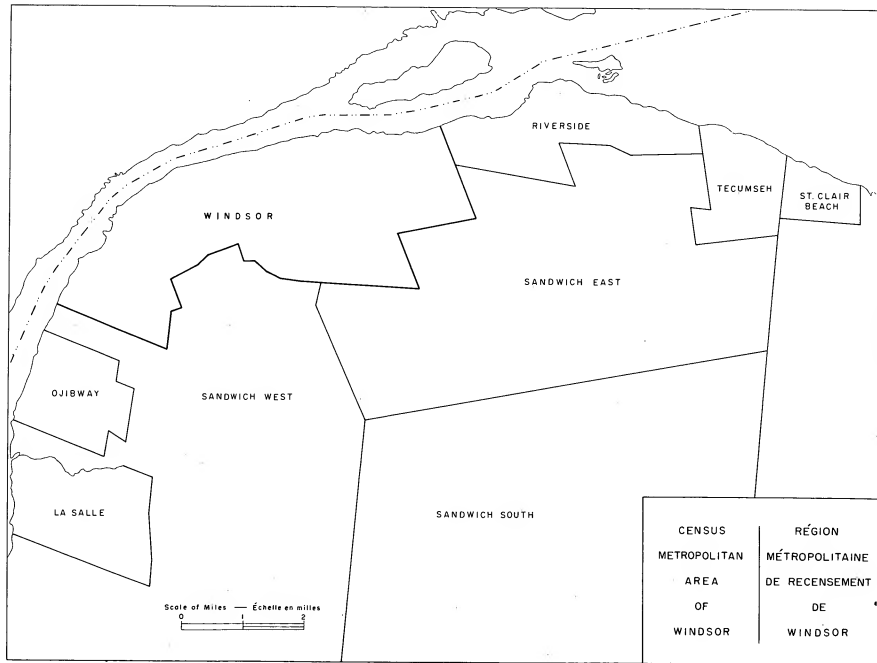 RIVERSIDE
TECUMSEH
ST. CLAIR
BEACH
WINDSOR
SANDWICH EAST
OJIBWAY
SANDWICH WEST
LA SALLE
SANDWICH SOUTH
Scale of Miles — Échelle en milles
0 1 2
CENSUS
METROPOLITAN
AREA
OF
WINDSOR
RÉGION
MÉTROPOLITAINE
DE RECENSEMENT
DE
WINDSOR